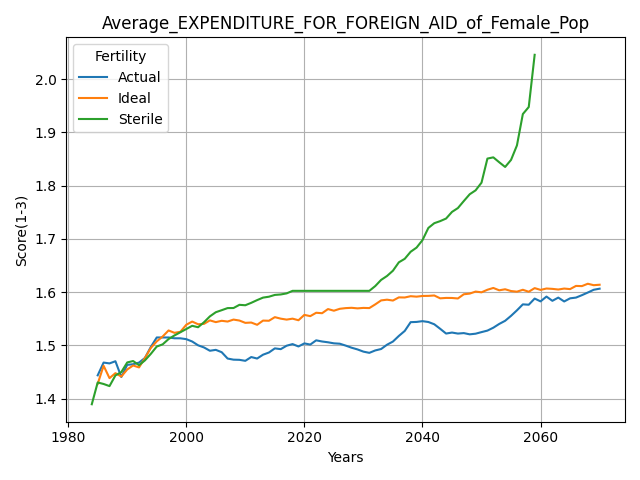 Average_EXPENDITURE_FOR_FOREIGN_AID_of_Female_Pop
Fertility
Actual
Ideal
Sterile
Score(1-3)
2.0
1.9
1.8
1.7
1.6
1.5
1.4
1980 2000 2020 2040 2060
Years